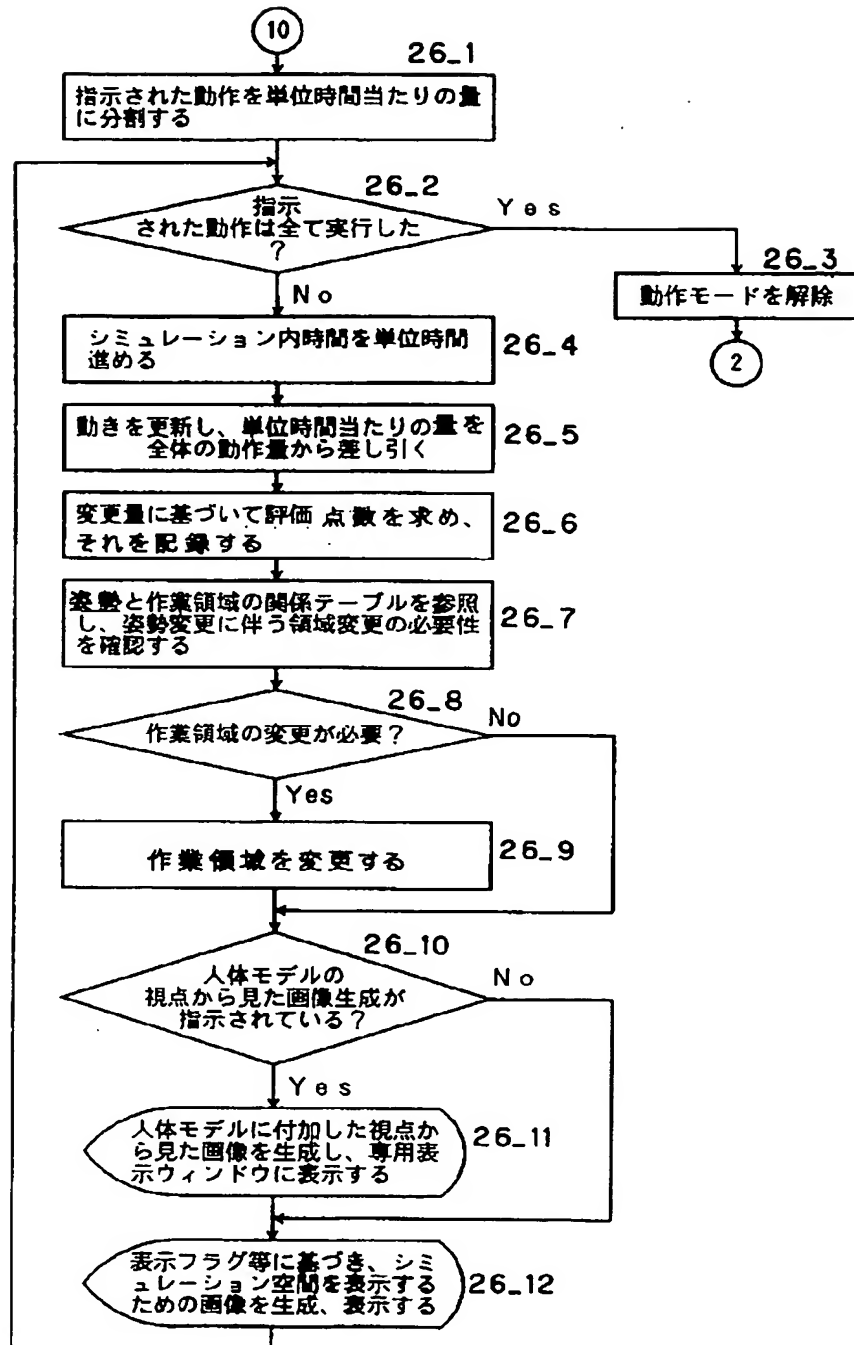 10
26_1
指示された動作を単位時間当たりの量
に分割する
26_2
指示
された動作は全て実行した
?
Yes
No
26_3
動作モードを解除
2
シミュレーション内時間を単位時間
進める
26_4
動きを更新し、単位時間当たりの量を
全体の動作量から差し引く
26_5
変更量に基づいて評価点数を求め、
それを記録する
26_6
姿勢と作業領域の関係テーブルを参照
し、姿勢変更に伴う領域変更の必要性
を確認する
26_7
26_8
作業領域の変更が必要?
No
Yes
作業領域を変更する
26_9
26_10
人体モデルの
視点から見た画像生成が
指示されている?
No
Yes
人体モデルに付加した視点か
ら見た画像を生成し、専用表
示ウィンドウに表示する
26_11
表示フラグ等に基づき、シミ
ュレーション空間を表示する
ための画像を生成、表示する
26_12